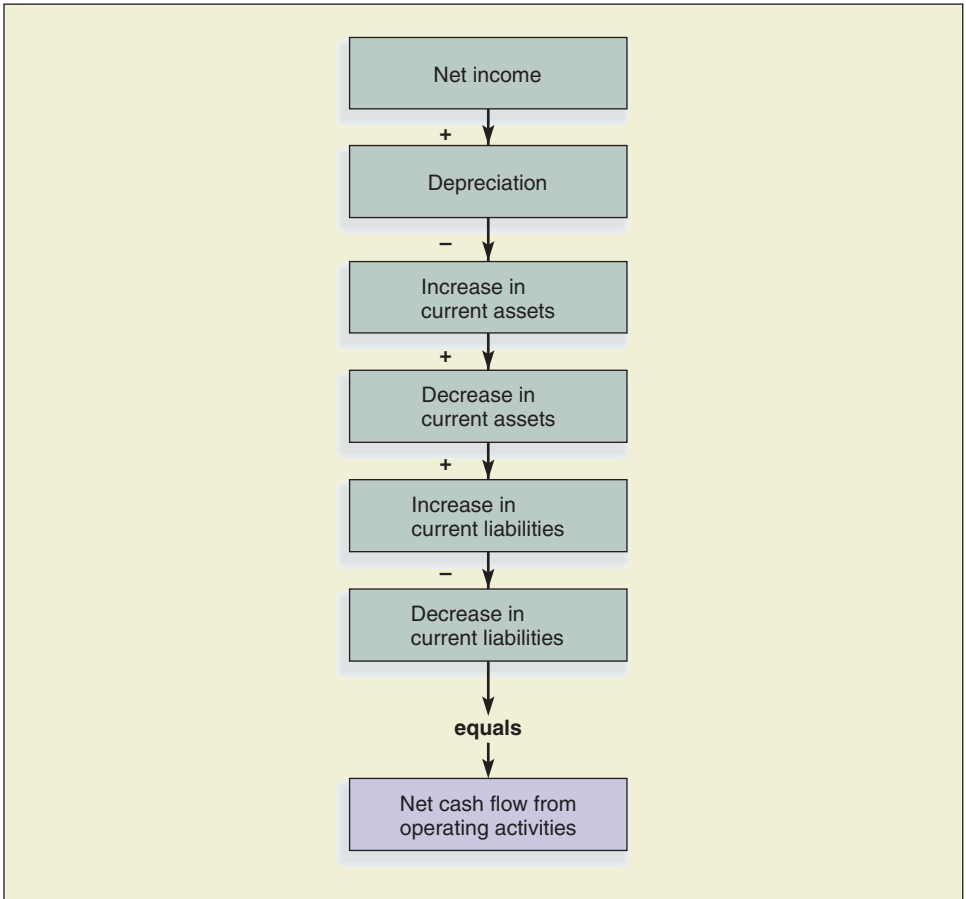 Net income
+
Depreciation
–
Increase in
current assets
+
Decrease in
current assets
+
Increase in
current liabilities
–
Decrease in
current liabilities
equals
Net cash flow from
operating activities